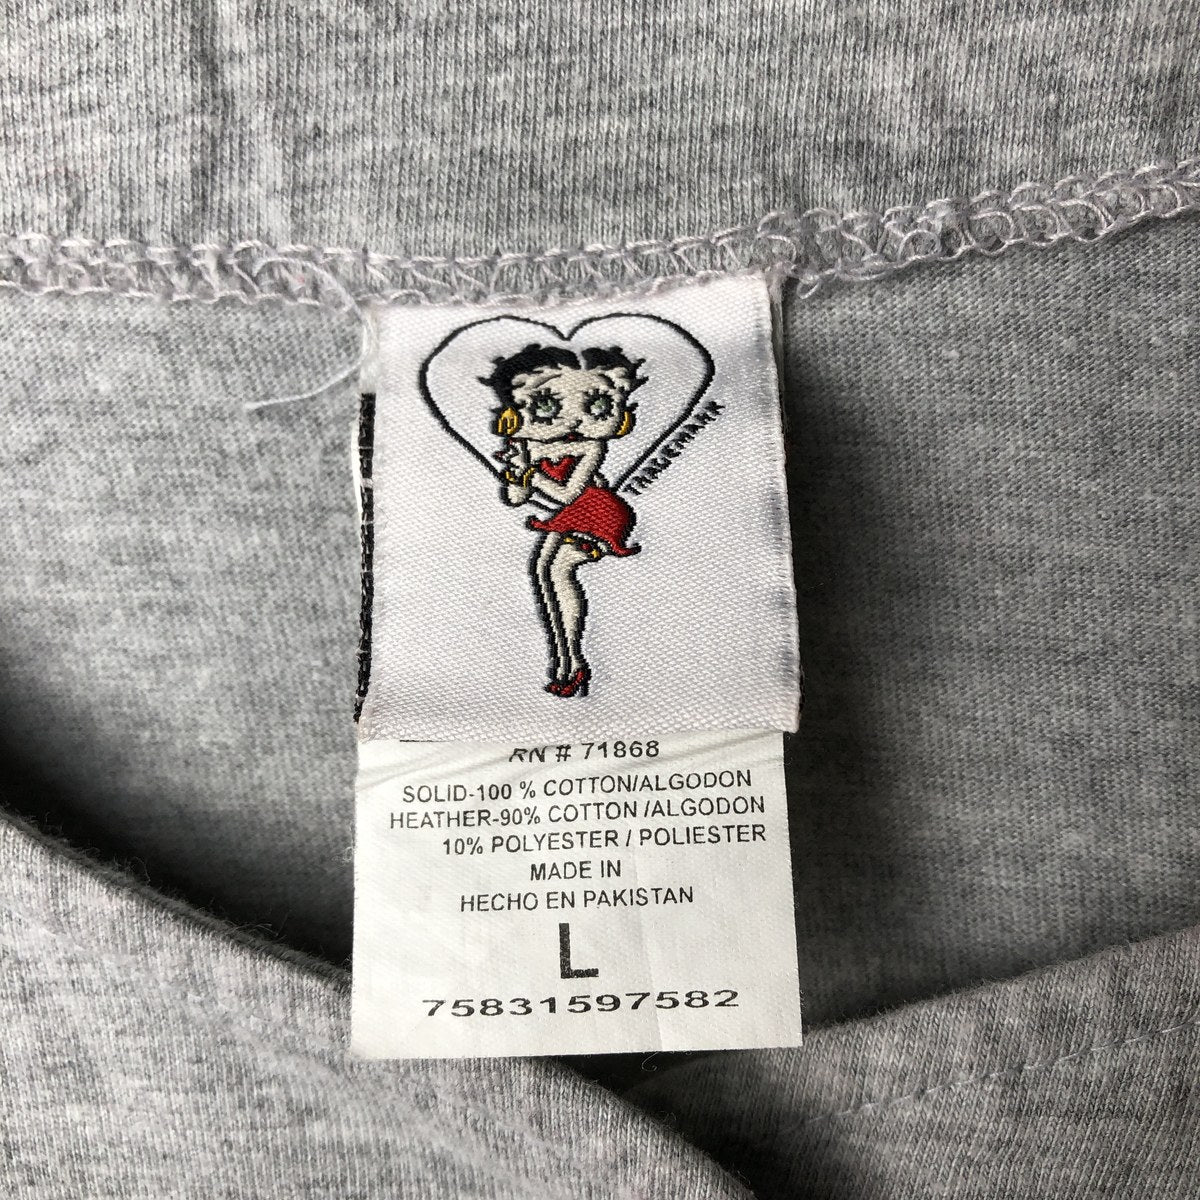 TRADEMARK
RN # 71868
SOLID-100 % COTTON/ALGODON
HEATHER-90% COTTON /ALGODON
10% POLYESTER / POLIESTER
MADE IN
HECHO EN PAKISTAN
L
75831597582